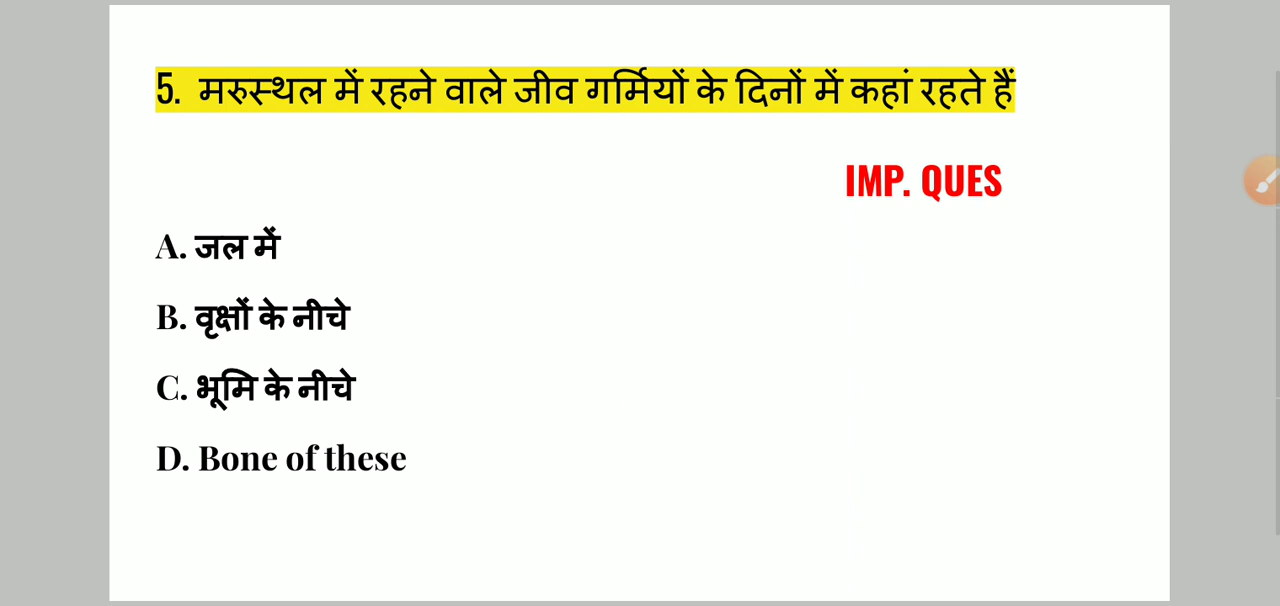 5. मरुस्थल में रहने वाले जीव गर्मियों के दिनों में कहां रहते हैं
IMP. QUES
A. जल में
B. वृक्षों के नीचे
C. भूमि के नीचे
D. Bone of these